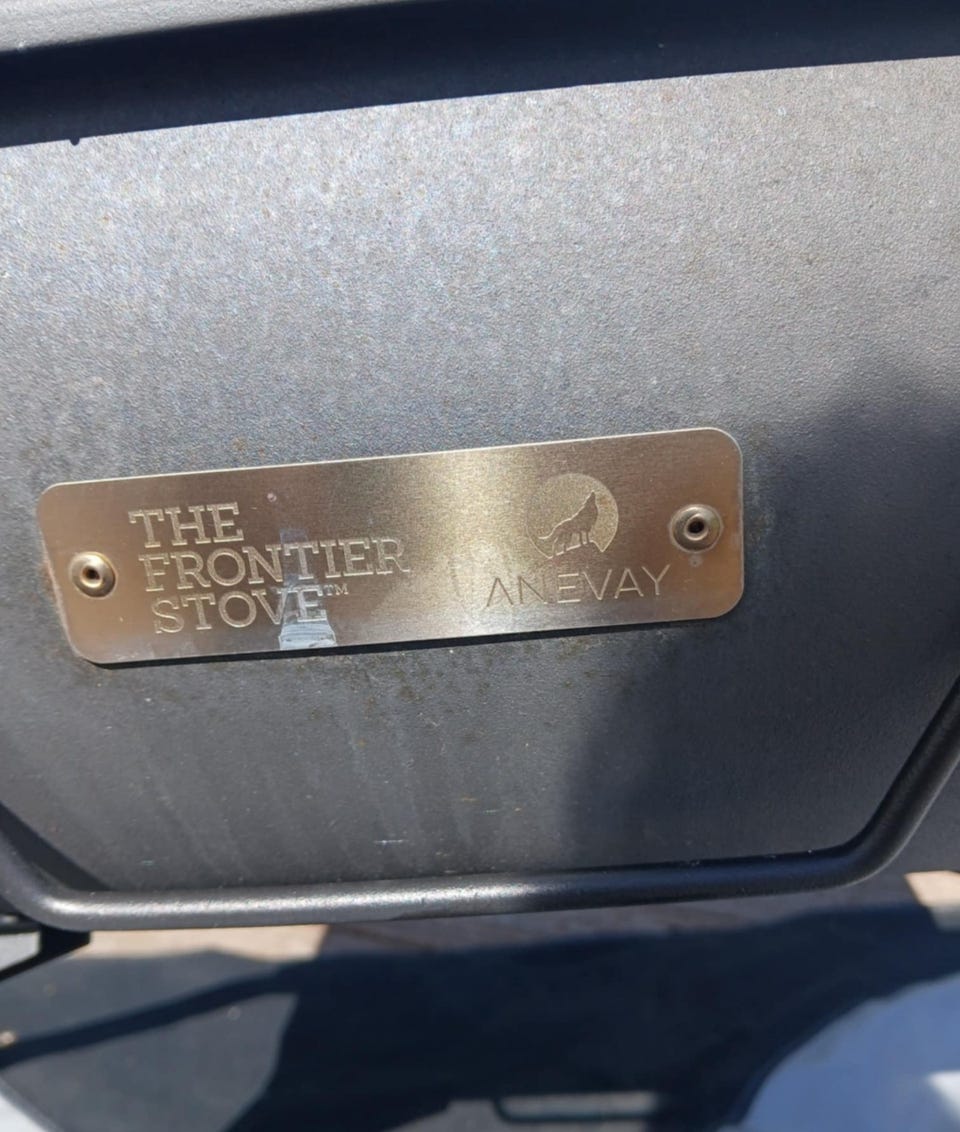 THE
FRONTIER
STOVE™
ANEVAY